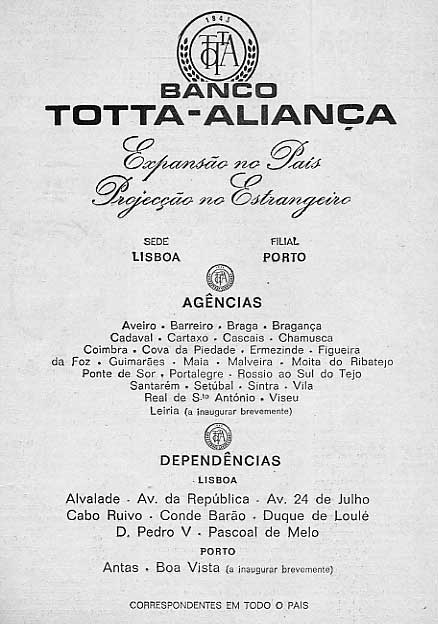 1843
TOTTA
BANCO
TOTTA-ALIANÇA
Expansão no País
Projecção no Estrangeiro
SEDE FILIAL
LISBOA PORTO
AGÊNCIAS
Aveiro • Barreiro • Braga • Bragança
Cadaval • Cartaxo • Cascais • Chamusca
Coimbra • Cova da Piedade • Ermezinde • Figueira
da Foz • Guimarães • Maia • Malveira • Moita do Ribatejo
Ponte de Sor • Portalegre • Rossio ao Sul do Tejo
Santarém • Setúbal • Sintra • Vila
Real de S.to António • Viseu
Leiria (a inaugurar brevemente)
DEPENDÊNCIAS
LISBOA
Alvalade • Av. da República • Av. 24 de Julho
Cabo Ruivo • Conde Barão • Duque de Loulé
D. Pedro V • Pascoal de Melo
PORTO
Antas • Boa Vista (a inaugurar brevemente)
CORRESPONDENTES EM TODO O PAÍS